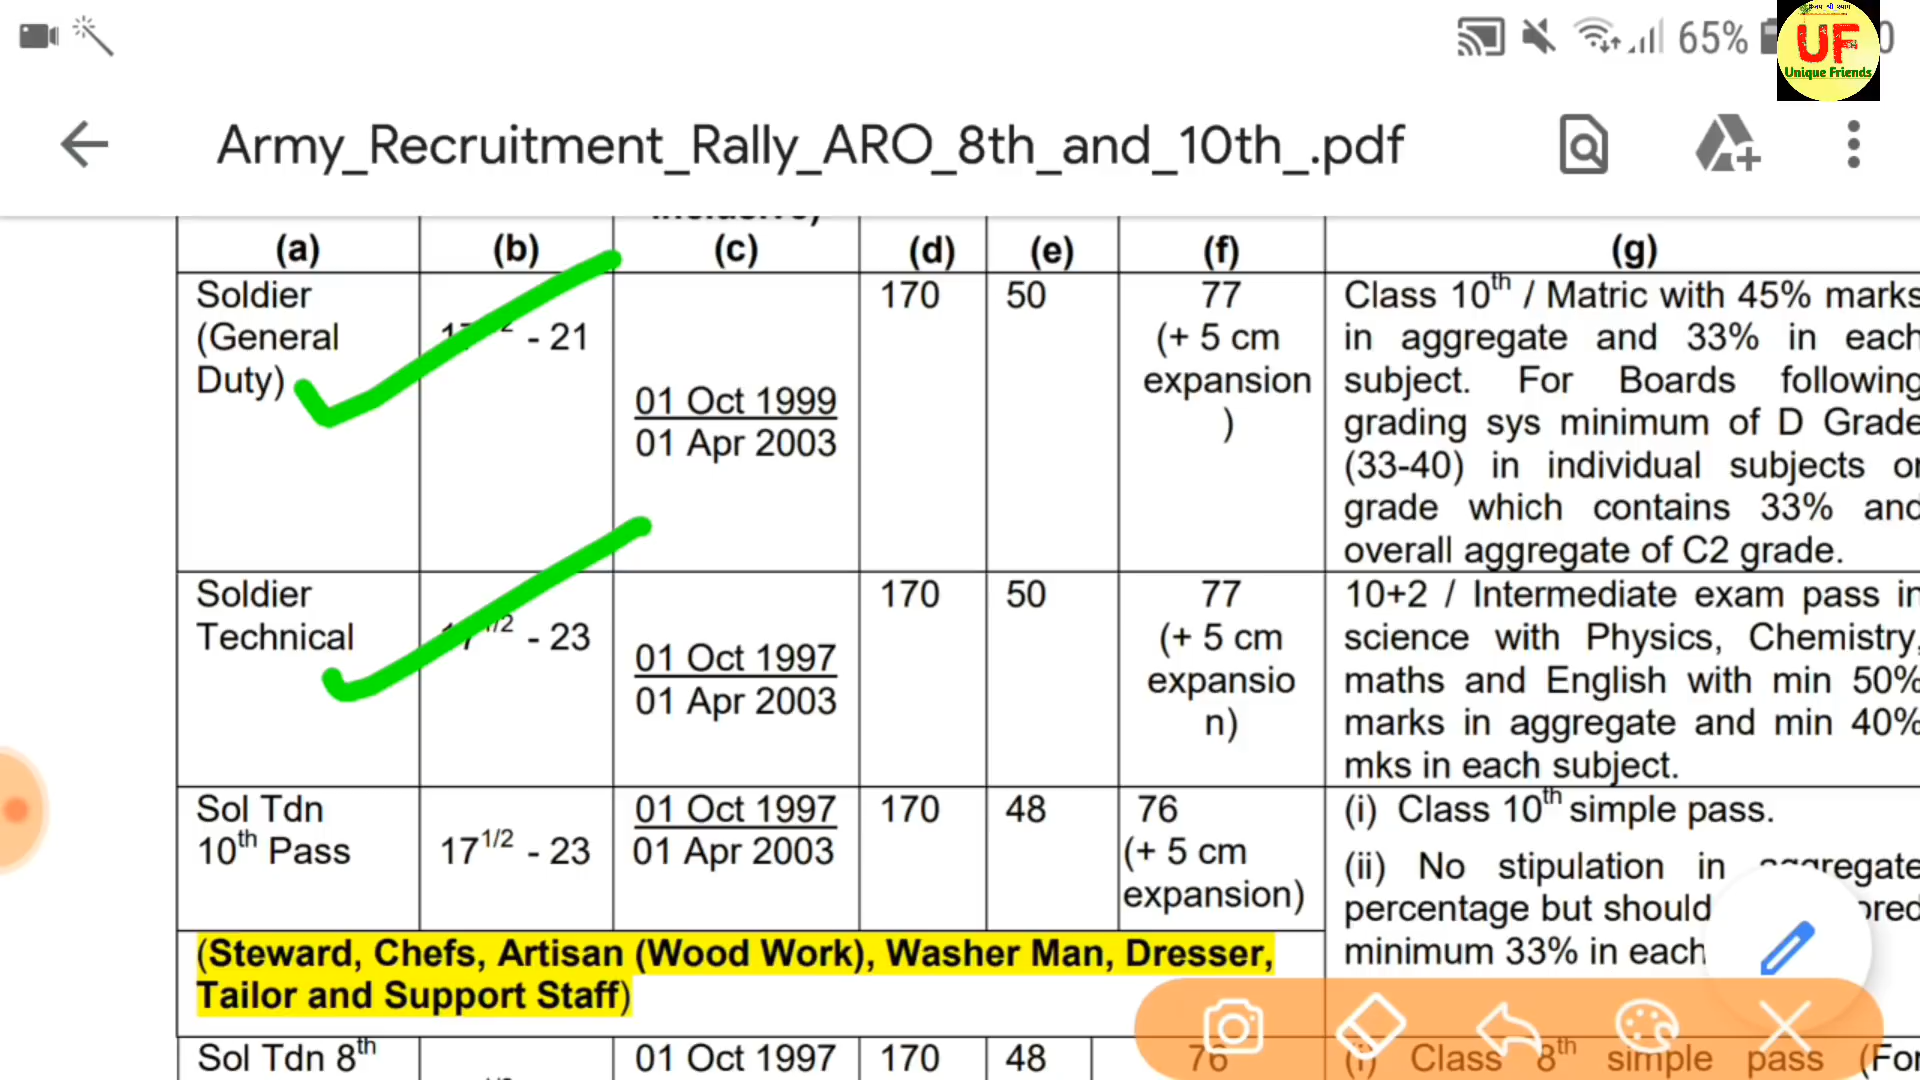 65%
UF
Unique Friends
Army_Recruitment_Rally_ARO_8th_and_10th_.pdf
(a) (b) (c) (d) (e) (f) (g)
Soldier
(General
Duty)
- 21
01 Oct 1999
01 Apr 2003
170
50
77
(+ 5 cm
expansion
)
Class 10th / Matric with 45% marks
in aggregate and 33% in each
subject. For Boards following
grading sys minimum of D Grade
(33-40) in individual subjects or
grade which contains 33% and
overall aggregate of C2 grade.
Soldier
Technical
17 1/2 - 23
01 Oct 1997
01 Apr 2003
170
50
77
(+ 5 cm
expansio
n)
10+2 / Intermediate exam pass in
science with Physics, Chemistry,
maths and English with min 50%
marks in aggregate and min 40%
mks in each subject.
Sol Tdn
10th Pass
17 1/2 - 23
01 Oct 1997
01 Apr 2003
170
48
76
(+ 5 cm
expansion)
(i) Class 10th simple pass.
(ii) No stipulation in
percentage but should
minimum 33% in each
(Steward, Chefs, Artisan (Wood Work), Washer Man, Dresser,
Tailor and Support Staff)
Sol Tdn 8th
01 Oct 1997
170
48
76
(i) Class 8th simple pass (For